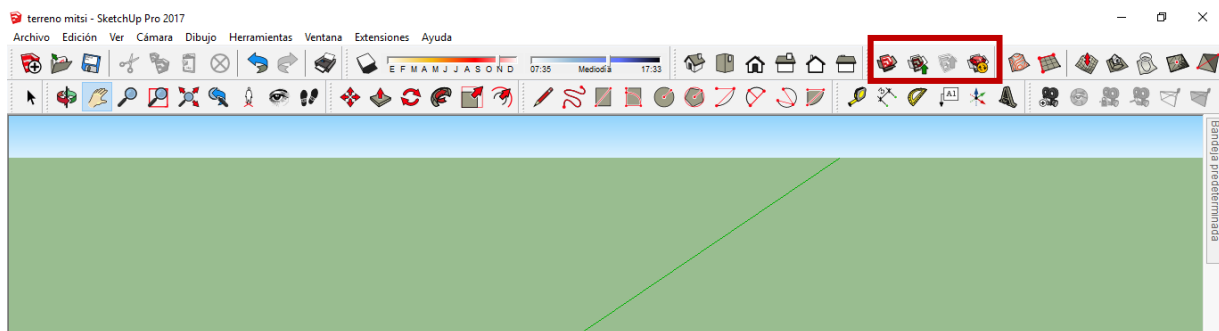 terreno mitsi - SketchUp Pro 2017
Archivo Edición Ver Cámara Dibujo Herramientas Ventana Extensiones Ayuda
E F M A M J J A S O N D 07:35 Mediodía 17:33
A1
Bandeja predeterminada